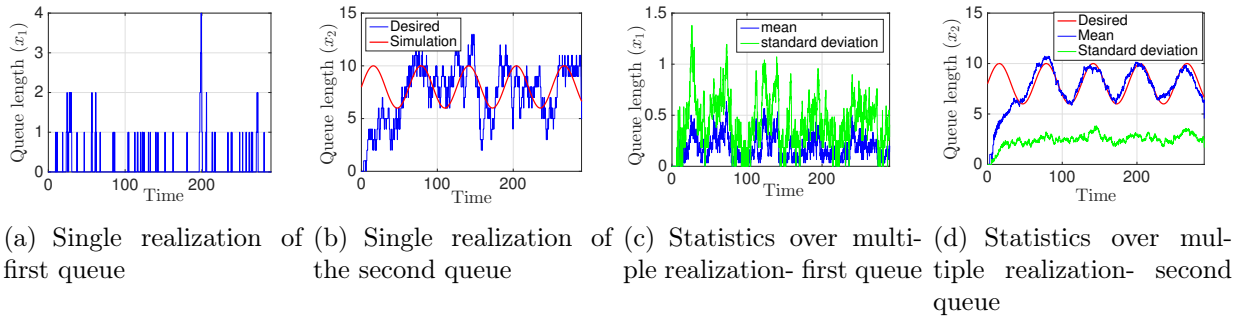 Queue length (x₁)
4
3
2
1
0
0
100
200
Time
Queue length (x₂)
15
10
5
0
0
100
200
Time
Desired
Simulation
Queue length (x₁)
1.5
1
0.5
0
0
100
200
Time
mean
standard deviation
Queue length (x₂)
15
10
5
0
0
100
200
Time
Desired
Mean
Standard deviation
(a) Single realization of
first queue
(b) Single realization of
the second queue
(c) Statistics over multi-
ple realization- first queue
(d) Statistics over mul-
tiple realization- second
queue